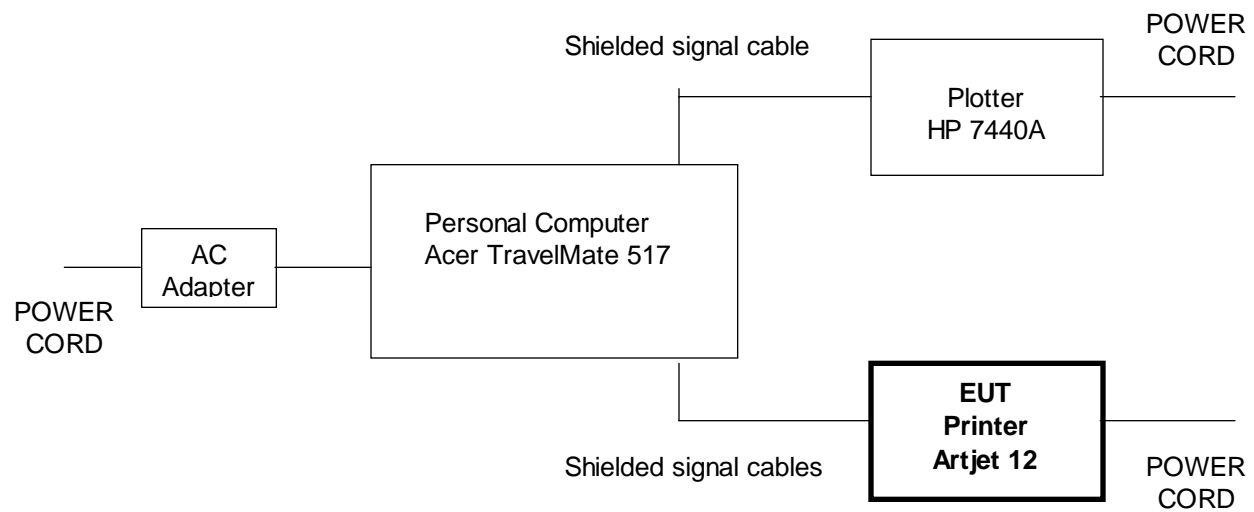 POWER
CORD
Shielded signal cable
Plotter
HP 7440A
Personal Computer
Acer TravelMate 517
AC
Adapter
POWER
CORD
EUT
Printer
Artjet 12
Shielded signal cables
POWER
CORD